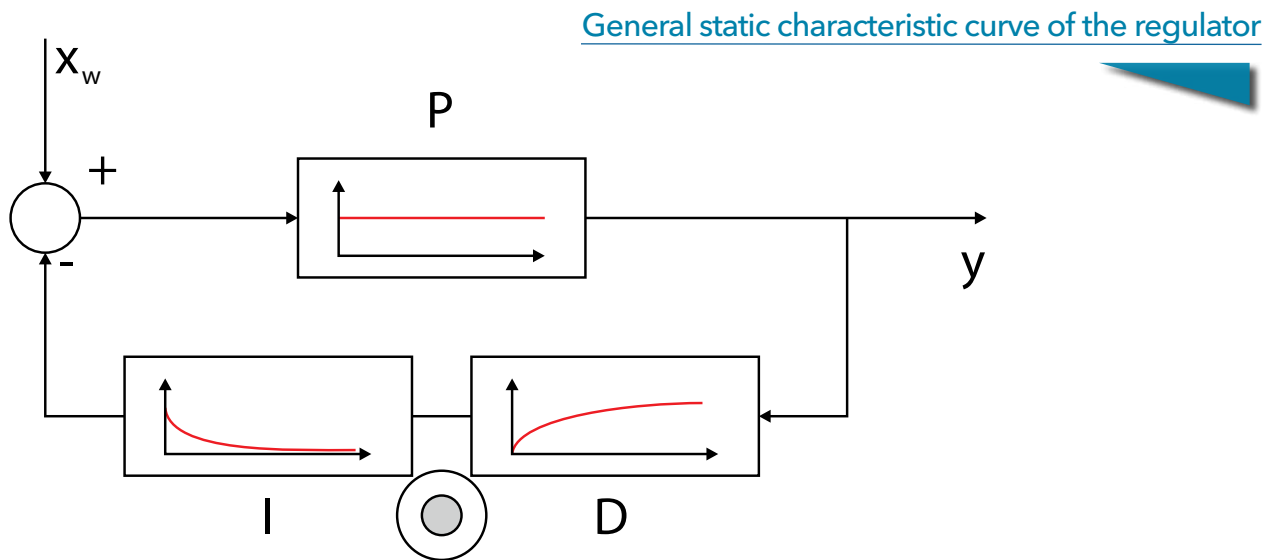 General static characteristic curve of the regulator
x_w
P
+
-
y
I
D